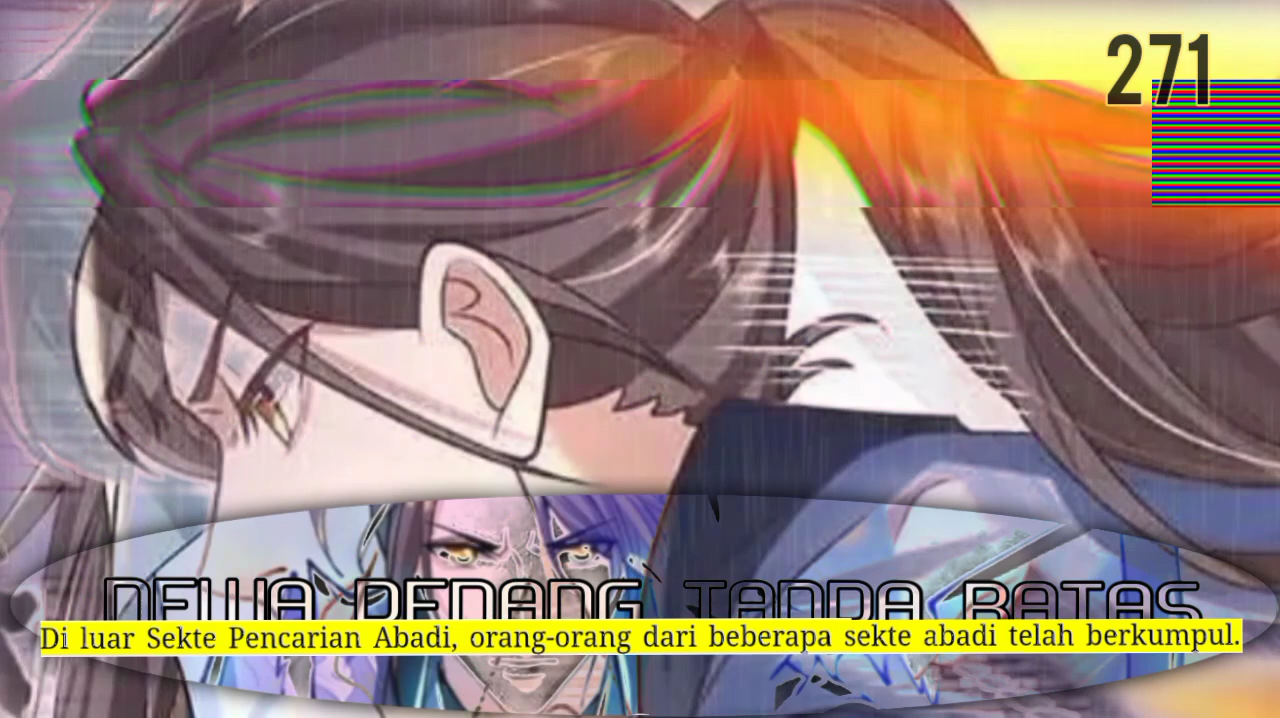 271
DEWA PEDANG TANPA BATAS
Di luar Sekte Pencarian Abadi, orang-orang dari beberapa sekte abadi telah berkumpul.